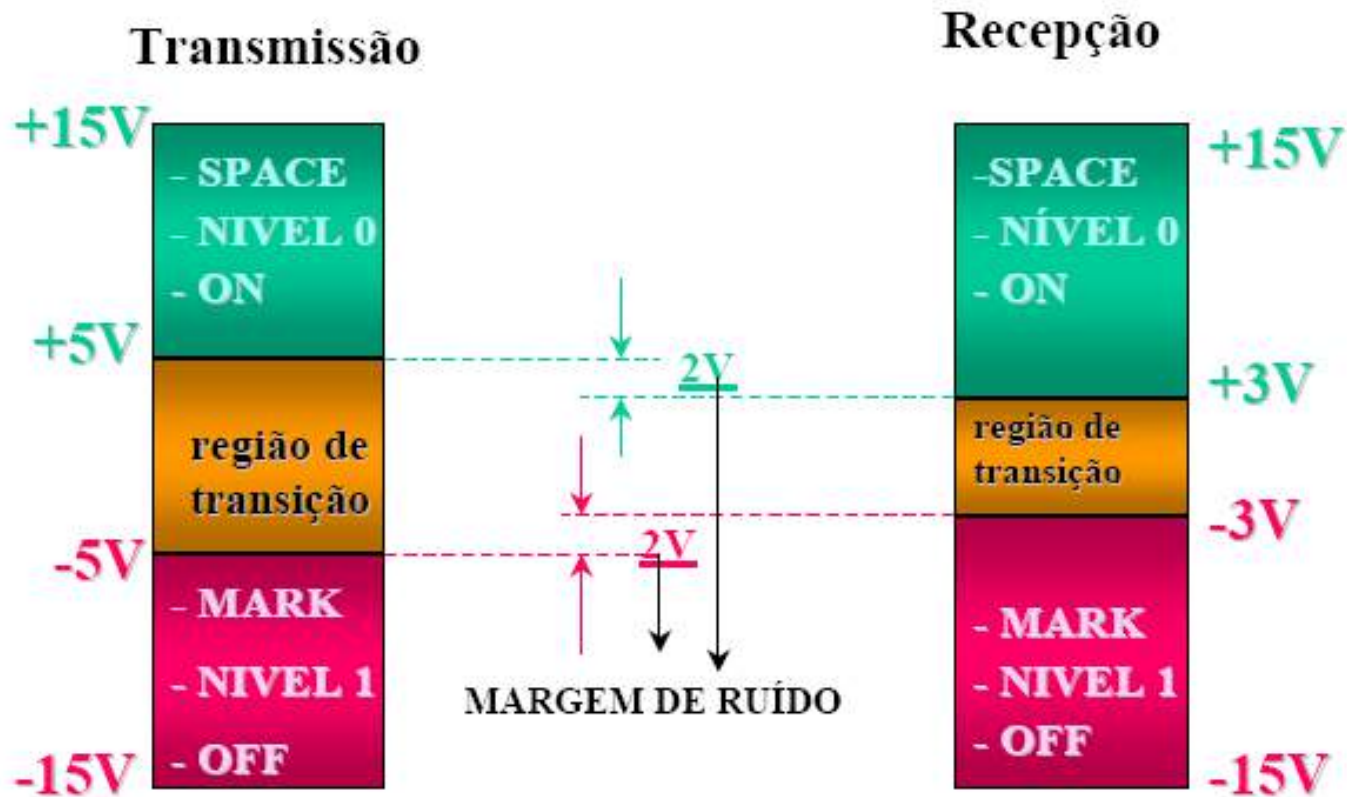 Transmissão
Recepção
+15V
- SPACE
- NIVEL 0
- ON
+5V
região de
transição
-5V
- MARK
- NIVEL 1
- OFF
-15V
2V
2V
MARGEM DE RUÍDO
+15V
-SPACE
- NÍVEL 0
- ON
+3V
região de
transição
-3V
- MARK
- NIVEL 1
- OFF
-15V